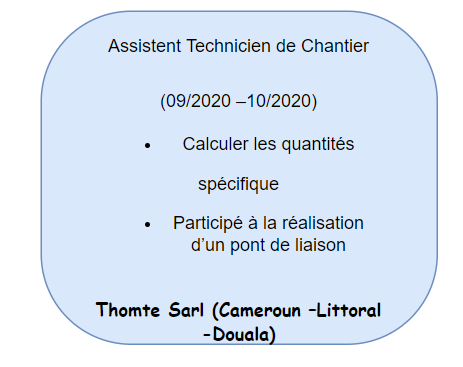 Assistent Technicien de Chantier
(09/2020 –10/2020)
• Calculer les quantités
spécifique
• Participé à la réalisation
d’un pont de liaison
Thomte Sarl (Cameroun –Littoral
–Douala)